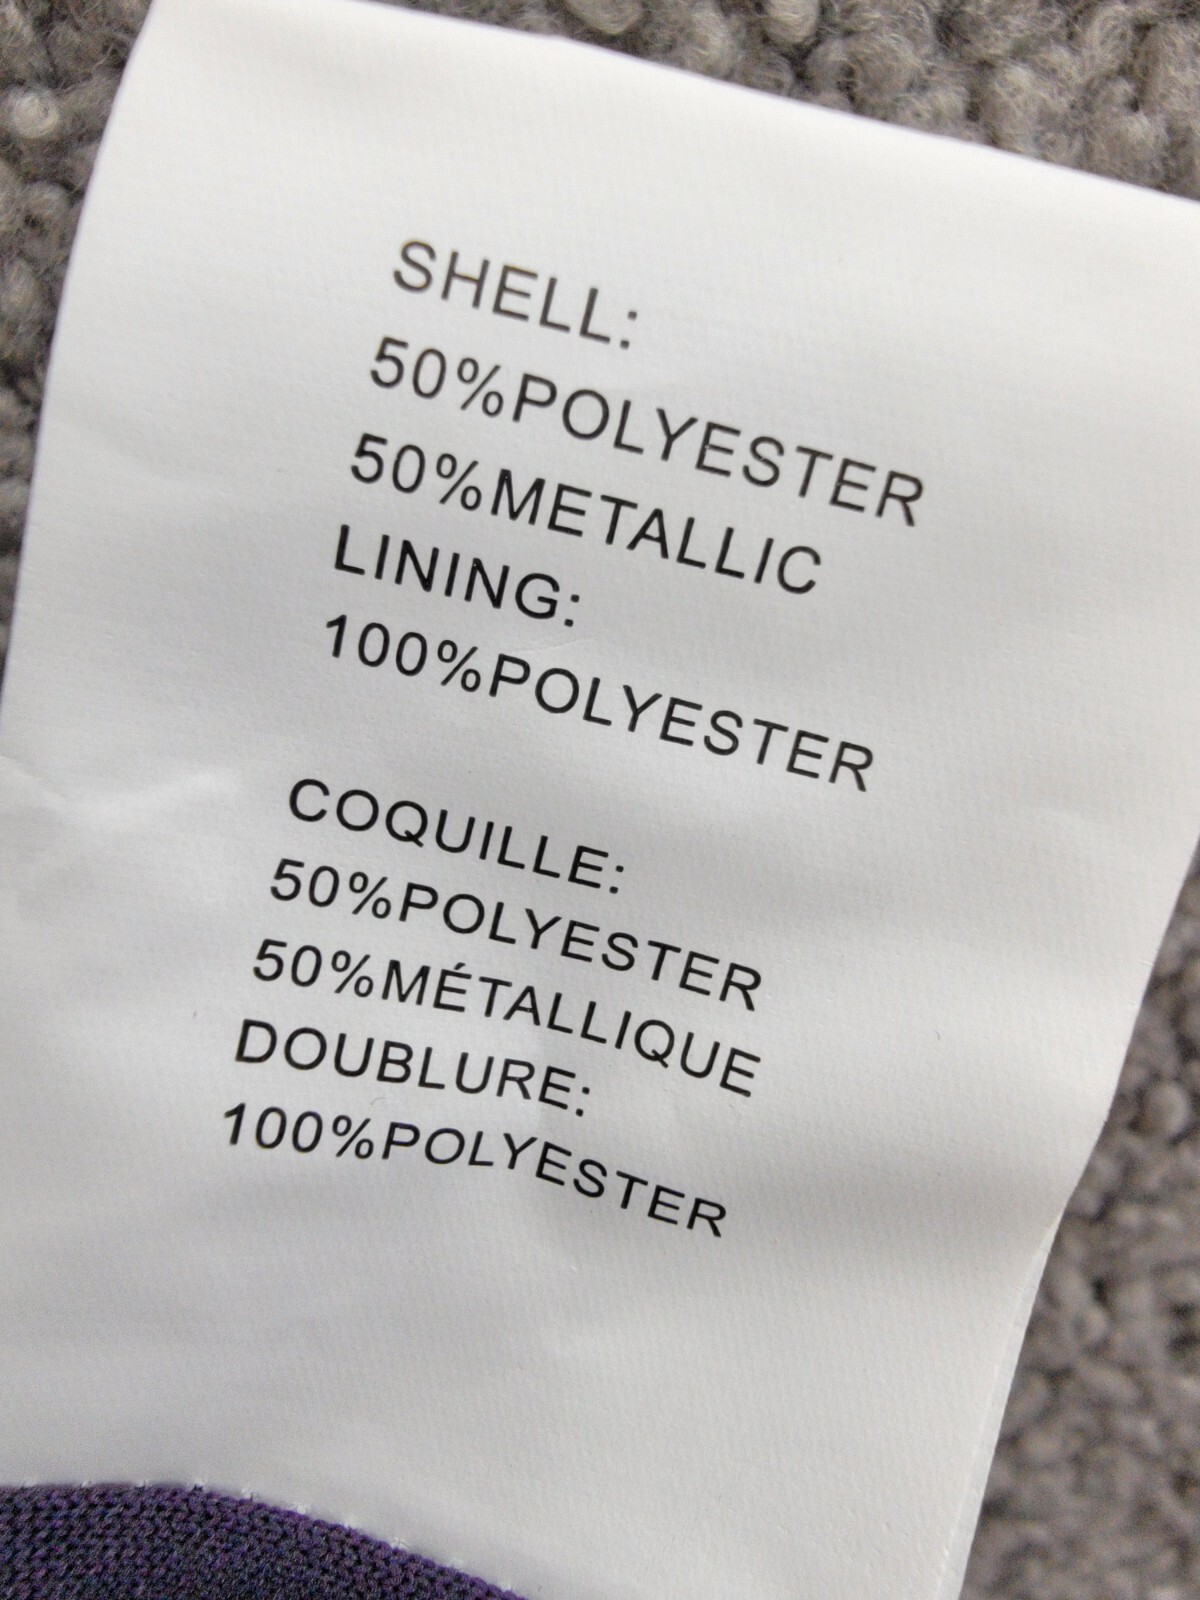 SHELL:
50%POLYESTER
50%METALLIC
LINING:
100%POLYESTER
COQUILLE:
50%POLYESTER
50%MÉTALLIQUE
DOUBLURE:
100%POLYESTER